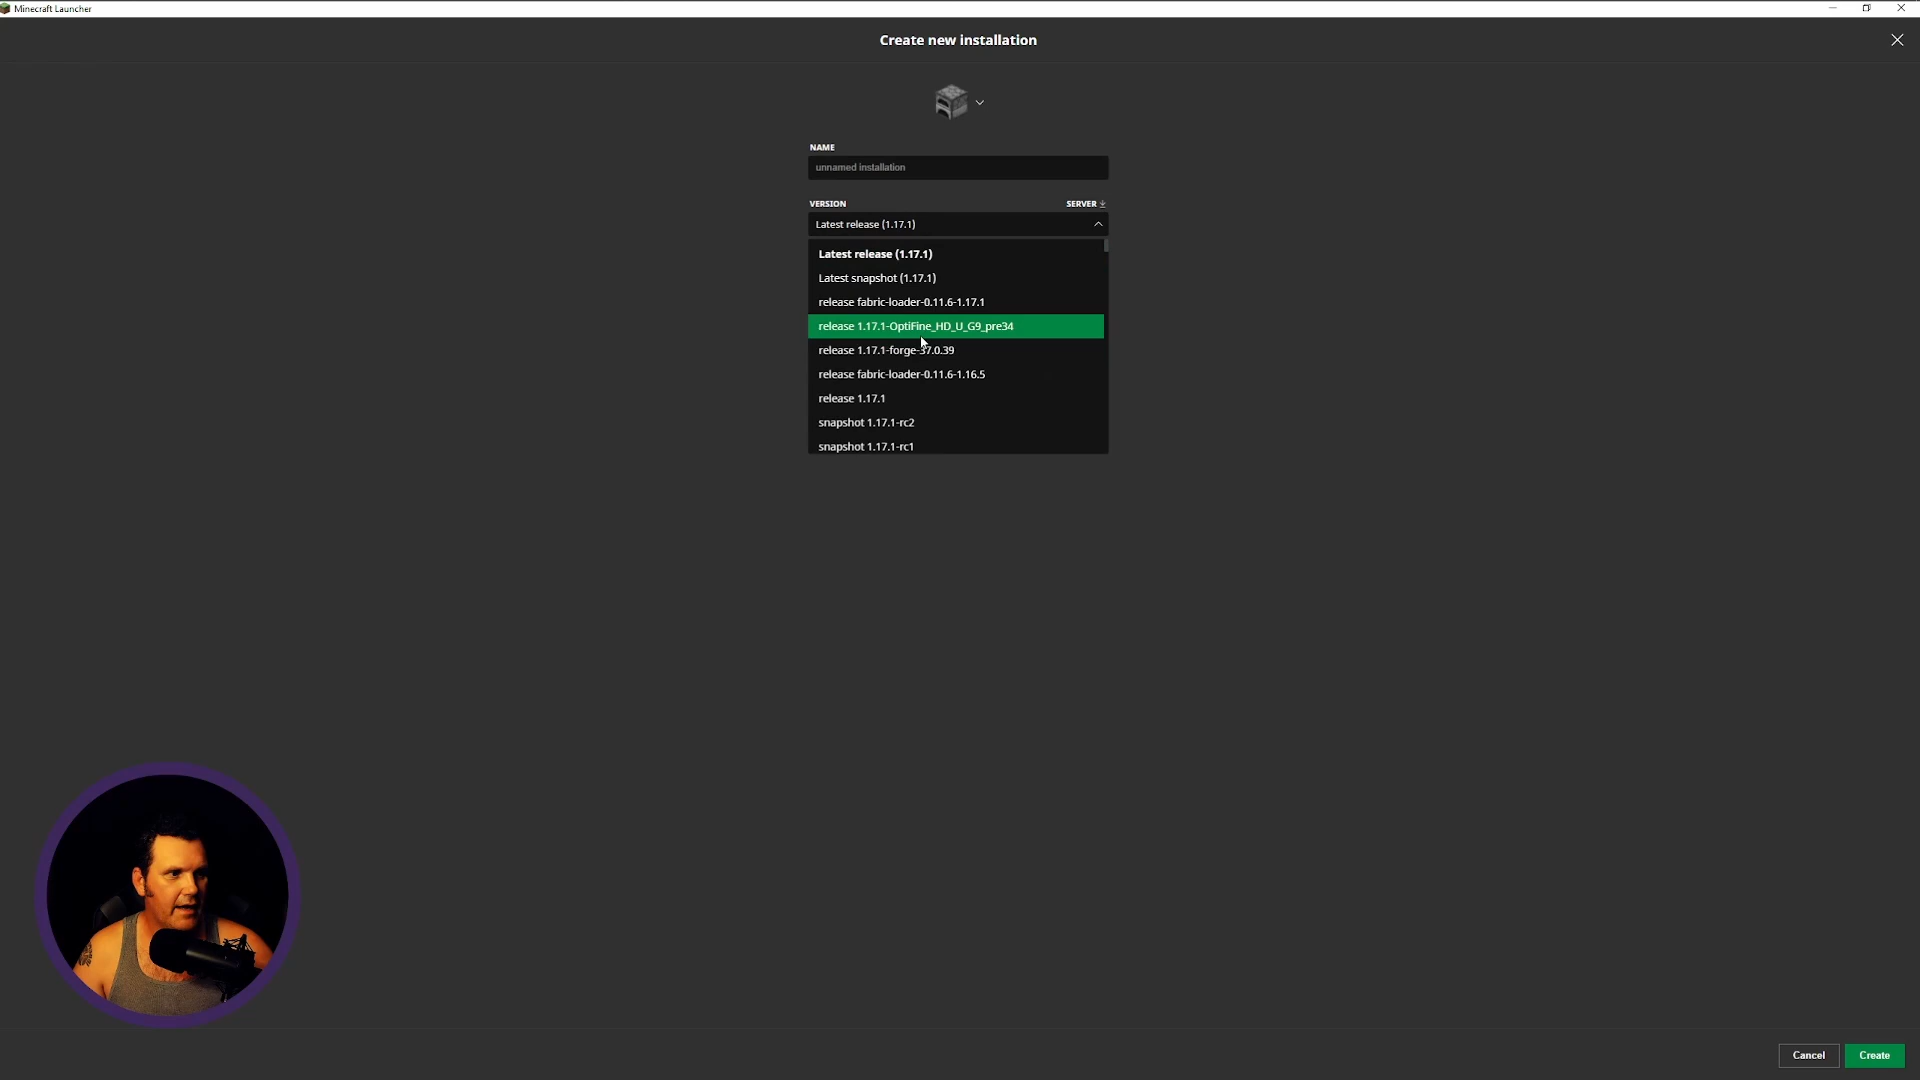 Minecraft Launcher
Create new installation
NAME
unnamed installation
VERSION
SERVER
Latest release (1.17.1)
Latest release (1.17.1)
Latest snapshot (1.17.1)
release fabric-loader-0.11.6-1.17.1
release 1.17.1-OptiFine_HD_U_G9_pre34
release 1.17.1-forge-37.0.39
release fabric-loader-0.11.6-1.16.5
release 1.17.1
snapshot 1.17.1-rc2
snapshot 1.17.1-rc1
Cancel
Create